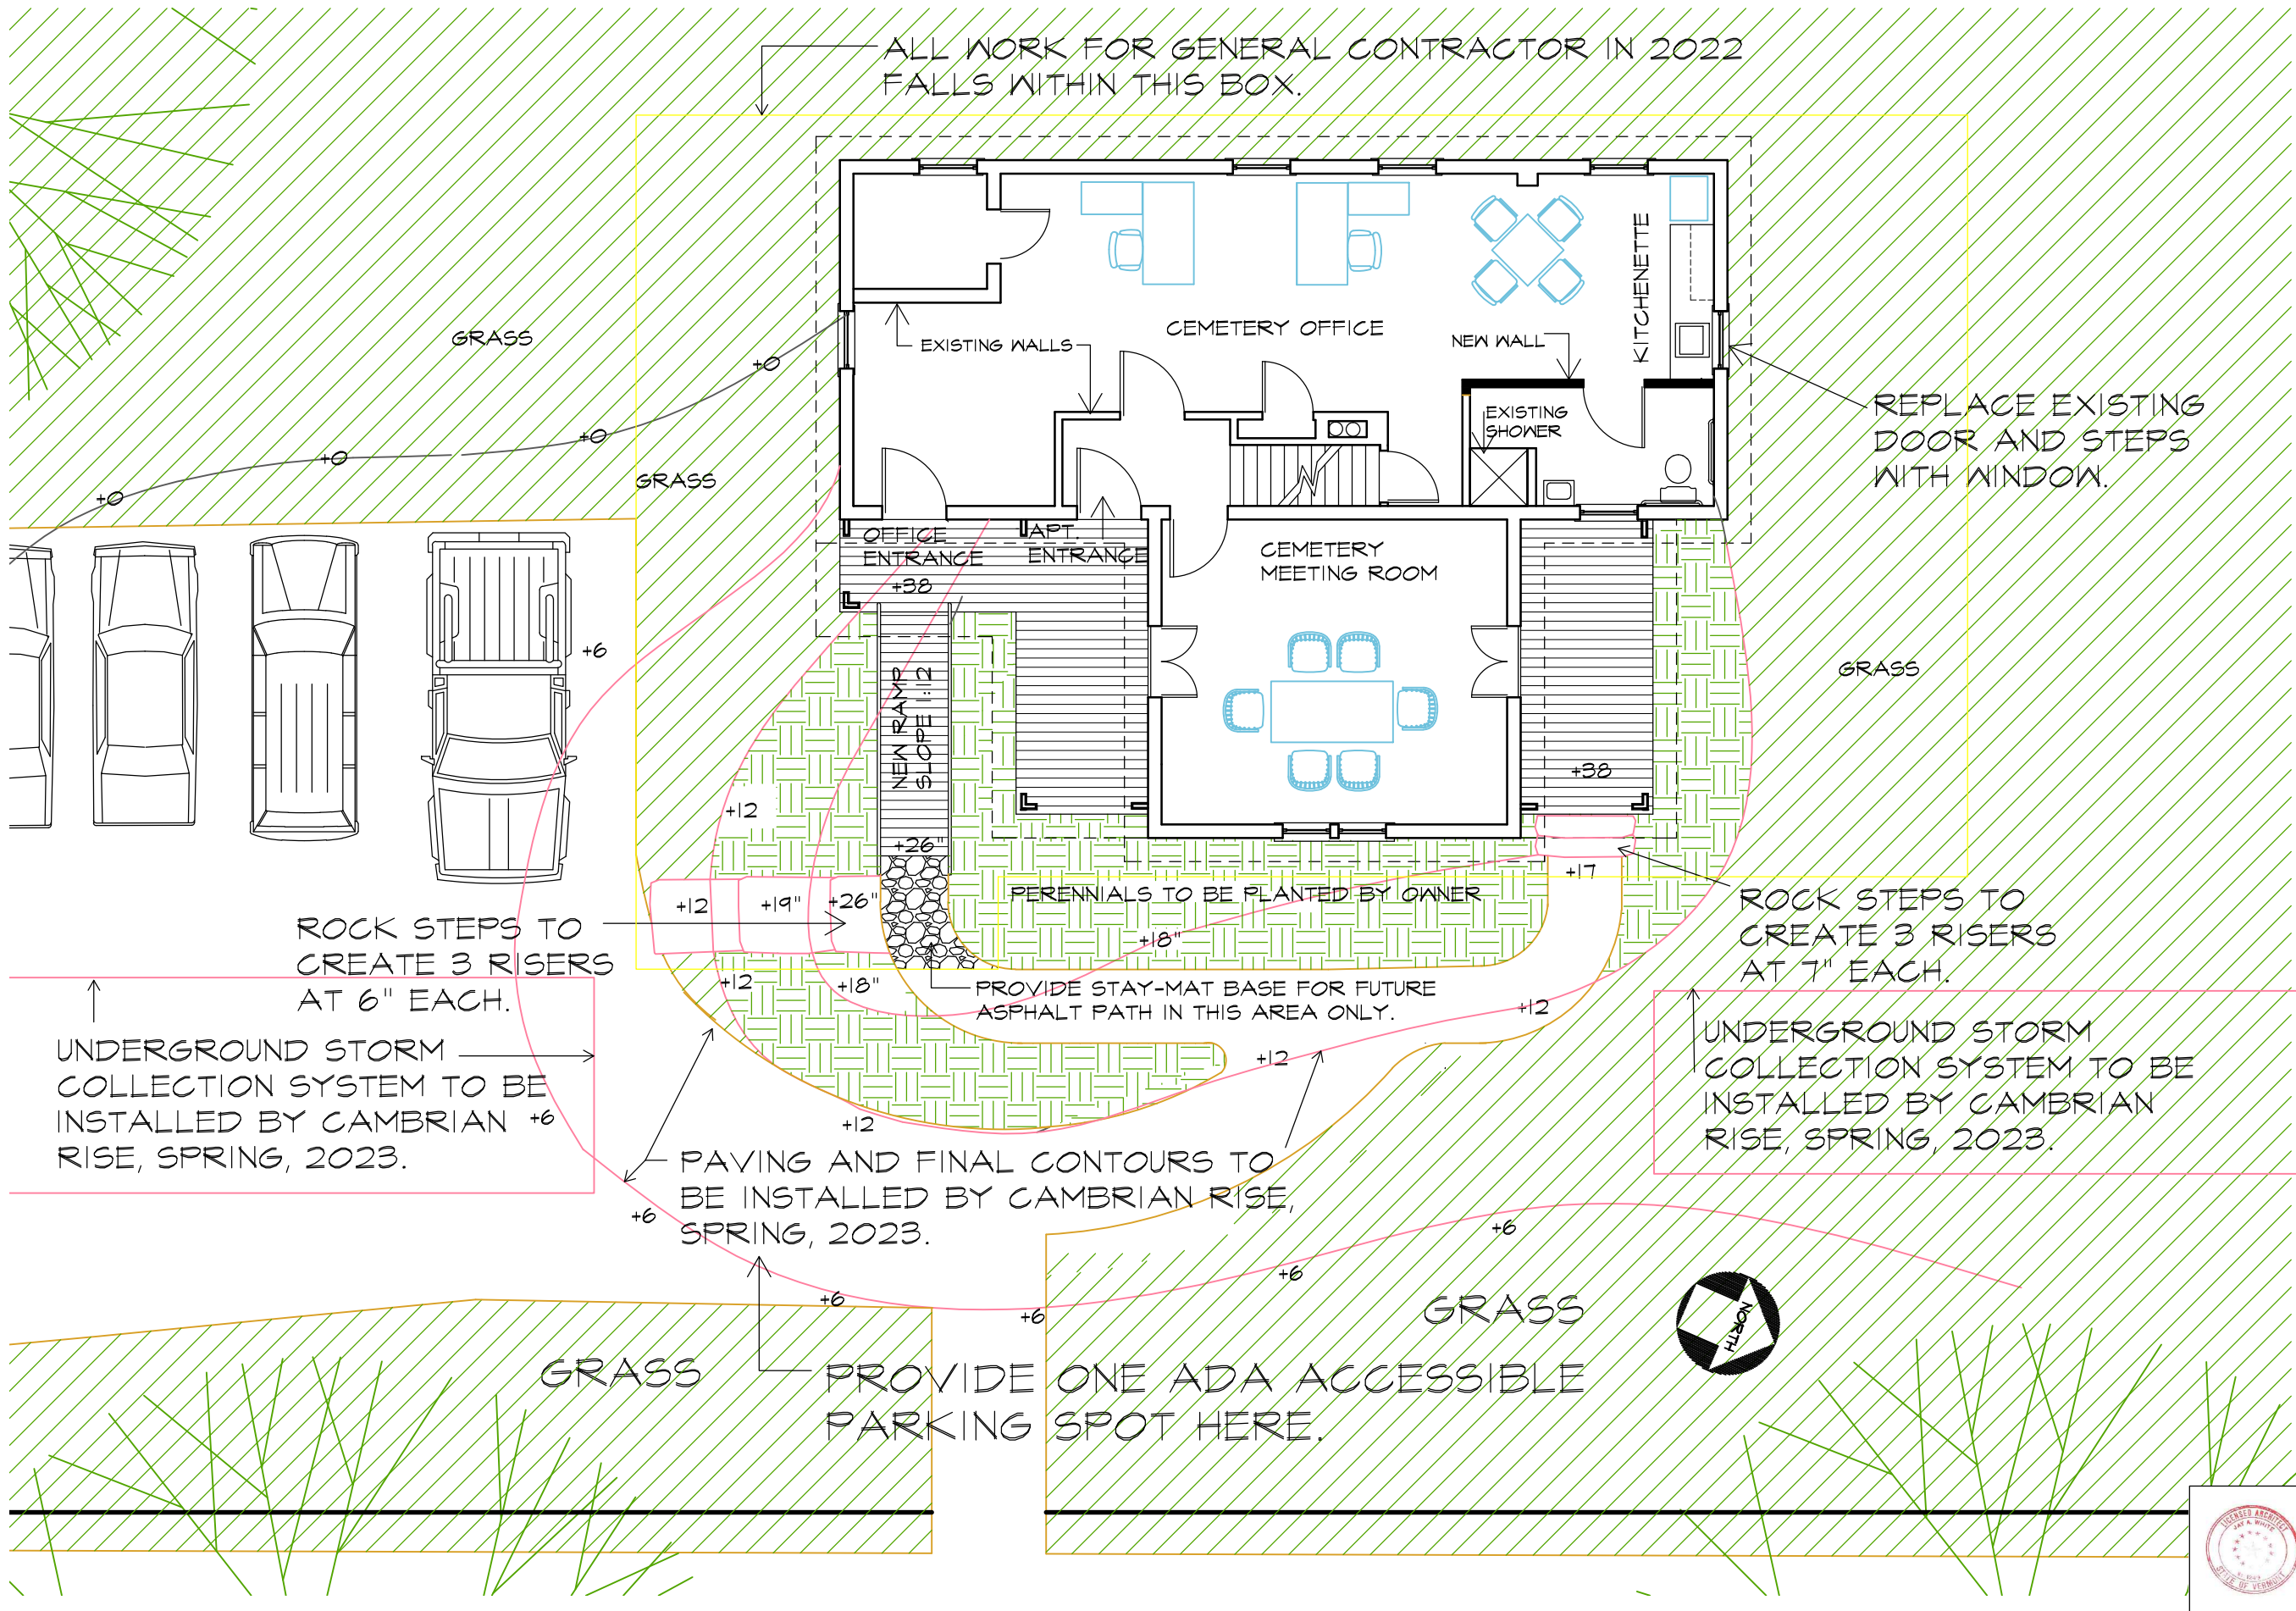 ALL WORK FOR GENERAL CONTRACTOR IN 2022
FALLS WITHIN THIS BOX.
KITCHENETTE
CEMETERY OFFICE
EXISTING WALLS
NEW WALL
GRASS
+0
+0
+0
+0
EXISTING
SHOWER
REPLACE EXISTING
DOOR AND STEPS
WITH WINDOW.
GRASS
OFFICE
ENTRANCE
APT.
ENTRANCE
+38
CEMETERY
MEETING ROOM
+6
GRASS
NEW RAMP
SLOPE 1:12
+38
+12
+26"
+17
PERENNIALS TO BE PLANTED BY OWNER
+12
+19"
+26"
ROCK STEPS TO
CREATE 3 RISERS
AT 6" EACH.
ROCK STEPS TO
CREATE 3 RISERS
AT 7" EACH.
+18"
+12
+18"
PROVIDE STAY-MAT BASE FOR FUTURE
ASPHALT PATH IN THIS AREA ONLY.
+12
UNDERGROUND STORM
COLLECTION SYSTEM TO BE
INSTALLED BY CAMBRIAN
RISE, SPRING, 2023.
+6
+12
+12
UNDERGROUND STORM
COLLECTION SYSTEM TO BE
INSTALLED BY CAMBRIAN
RISE, SPRING, 2023.
PAVING AND FINAL CONTOURS TO
BE INSTALLED BY CAMBRIAN RISE,
SPRING, 2023.
+6
+6
+6
+6
+6
GRASS
NORTH
GRASS
PROVIDE ONE ADA ACCESSIBLE
PARKING SPOT HERE.
LICENSED ARCHITECT
JAY A. WHITE
STATE OF VERMONT